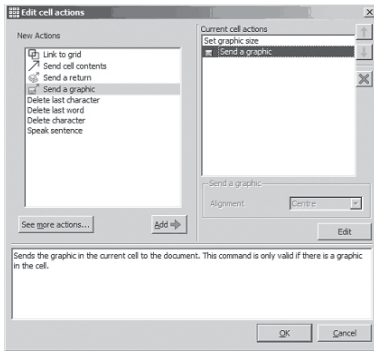 Edit cell actions
New Actions
Link to grid
Send cell contents
Send a return
Send a graphic
Delete last character
Delete last word
Delete character
Speak sentence
See more actions...
Add
Current cell actions
Set graphic size
Send a graphic
Send a graphic
Alignment
Centre
Edit
Sends the graphic in the current cell to the document. This command is only valid if there is a graphic
in the cell.
OK
Cancel